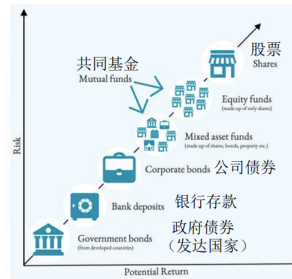 股票
Shares
共同基金
Mutual funds
Equity funds
(made up of only shares)
Mixed asset funds
(made up of shares, bonds, property etc.)
Corporate bonds 公司债券
Bank deposits 银行存款
Government bonds
(from developed countries)
政府债券
（发达国家）
Risk
Potential Return